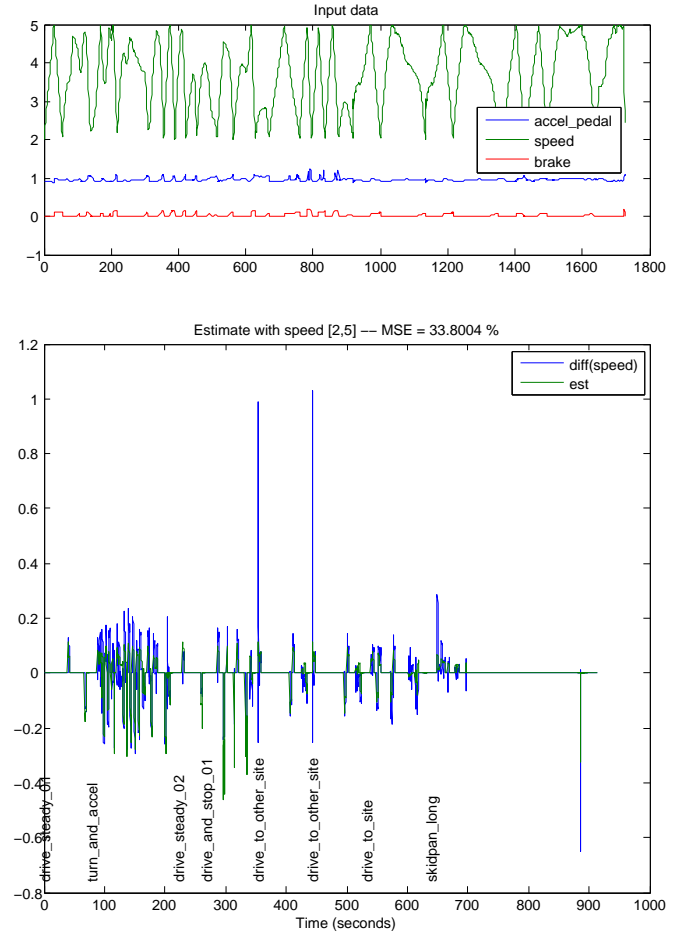 Input data
5
4
3
2
1
0
−1
accel_pedal
speed
brake
0 200 400 600 800 1000 1200 1400 1600 1800
Estimate with speed [2,5] −− MSE = 33.8004 %
1.2
1
0.8
0.6
0.4
0.2
0
−0.2
−0.4
−0.6
−0.8
diff(speed)
est
drive_steady_01
turn_and_accel
drive_steady_02
drive_and_stop_01
drive_to_other_site
drive_to_other_site
drive_to_site
skidpan_long
0 100 200 300 400 500 600 700 800 900 1000
Time (seconds)